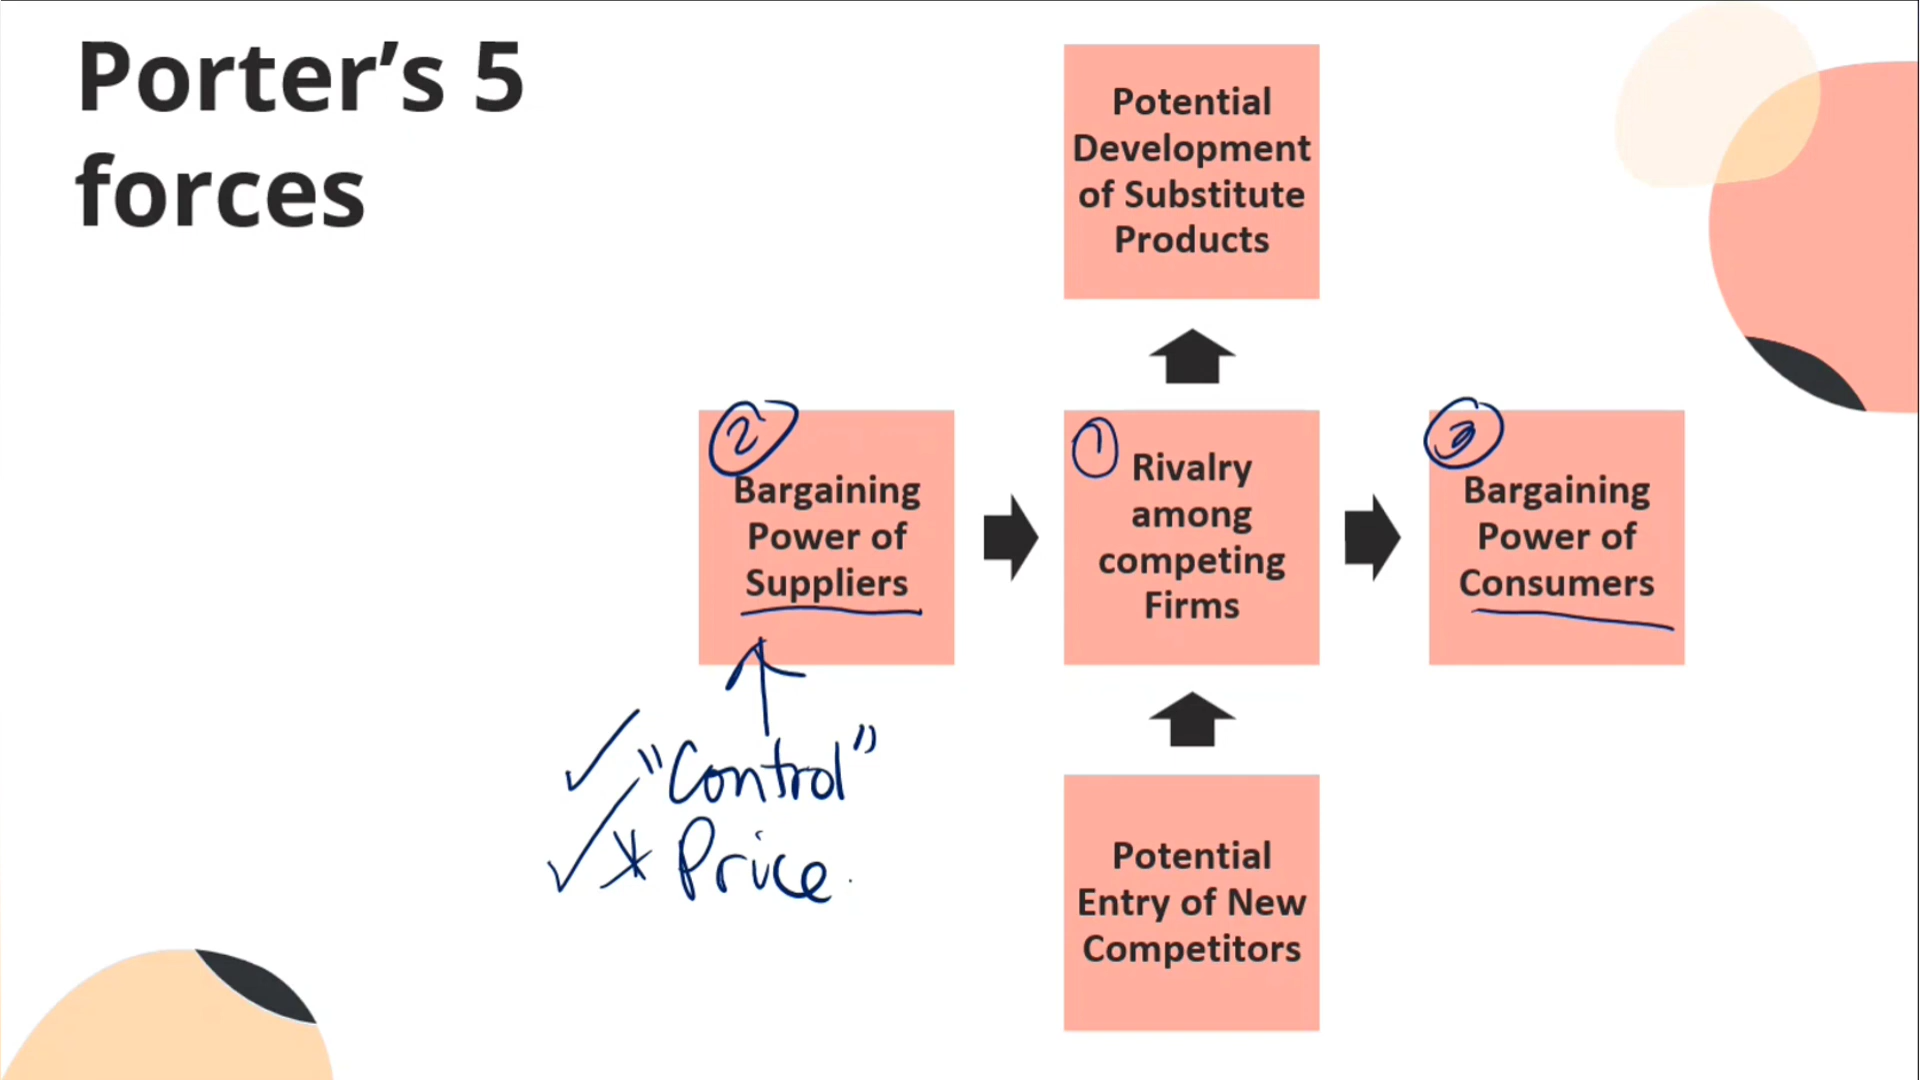 Porter’s 5
forces
Potential
Development
of Substitute
Products
2
Bargaining
Power of
Suppliers
1
Rivalry
among
competing
Firms
3
Bargaining
Power of
Consumers
"Control"
* Price.
Potential
Entry of New
Competitors